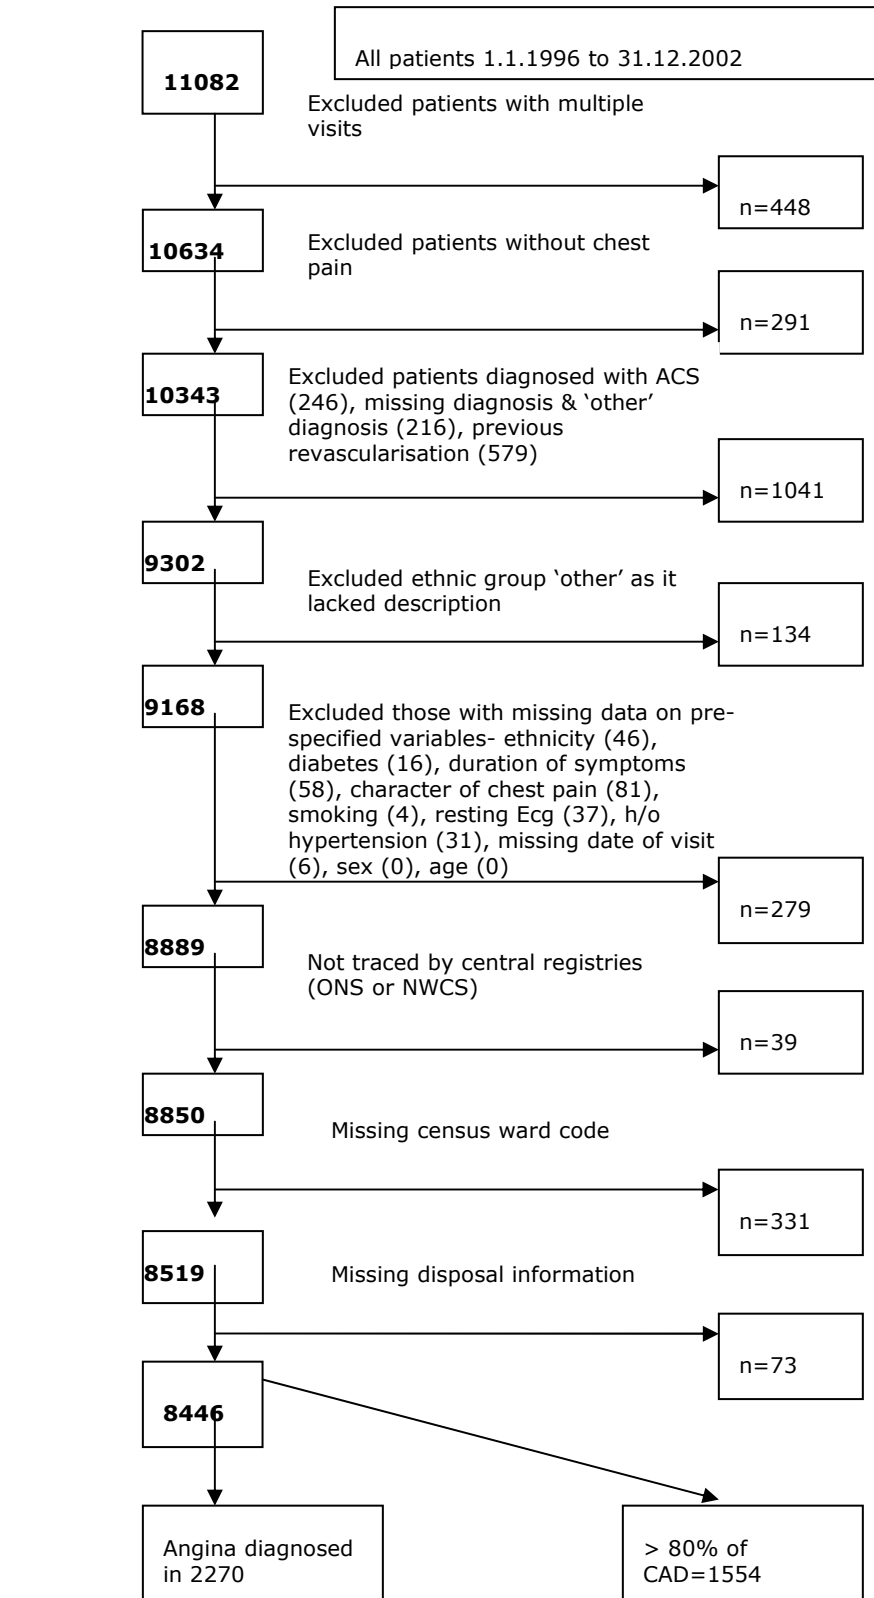 All patients 1.1.1996 to 31.12.2002
11082
Excluded patients with multiple
visits
n=448
10634
Excluded patients without chest
pain
n=291
10343
Excluded patients diagnosed with ACS
(246), missing diagnosis & ‘other’
diagnosis (216), previous
revascularisation (579)
n=1041
9302
Excluded ethnic group ‘other’ as it
lacked description
n=134
9168
Excluded those with missing data on pre-
specified variables- ethnicity (46),
diabetes (16), duration of symptoms
(58), character of chest pain (81),
smoking (4), resting Ecg (37), h/o
hypertension (31), missing date of visit
(6), sex (0), age (0)
n=279
8889
Not traced by central registries
(ONS or NWCS)
n=39
8850
Missing census ward code
n=331
8519
Missing disposal information
n=73
8446
Angina diagnosed
in 2270
> 80% of
CAD=1554